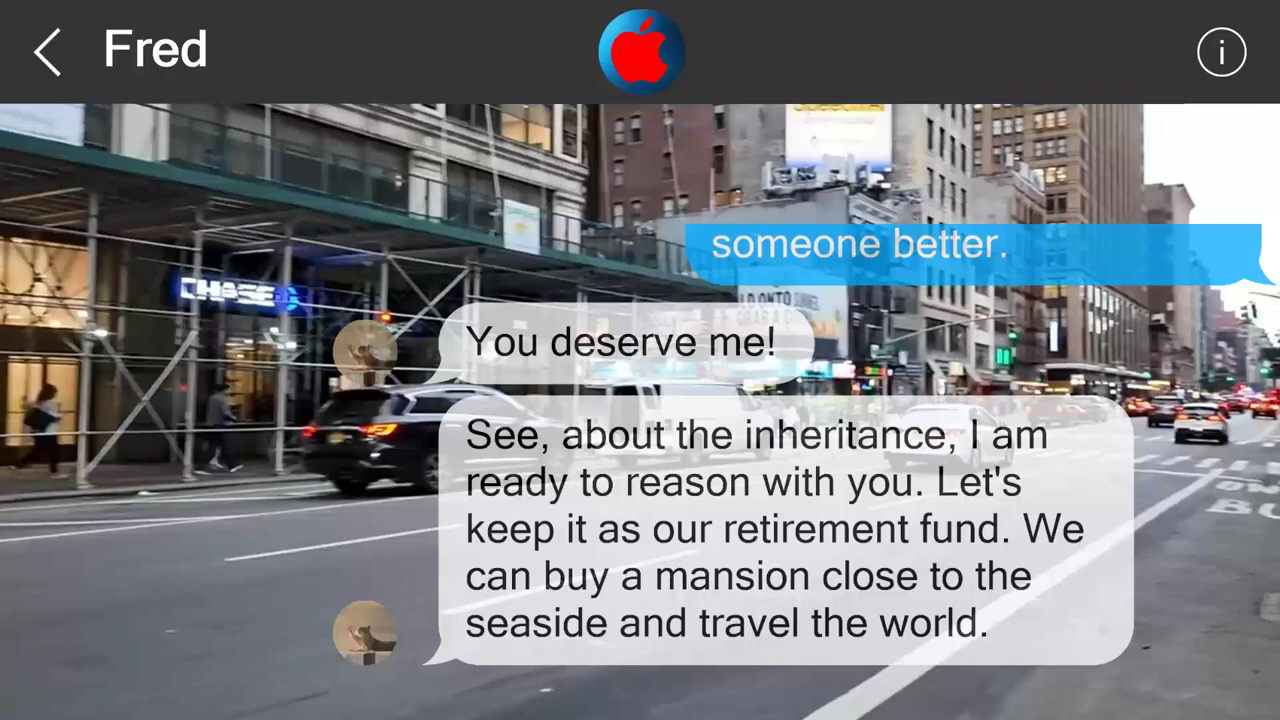 Fred
i
someone better.
CHASE
You deserve me!
See, about the inheritance, I am
ready to reason with you. Let's
keep it as our retirement fund. We
can buy a mansion close to the
seaside and travel the world.